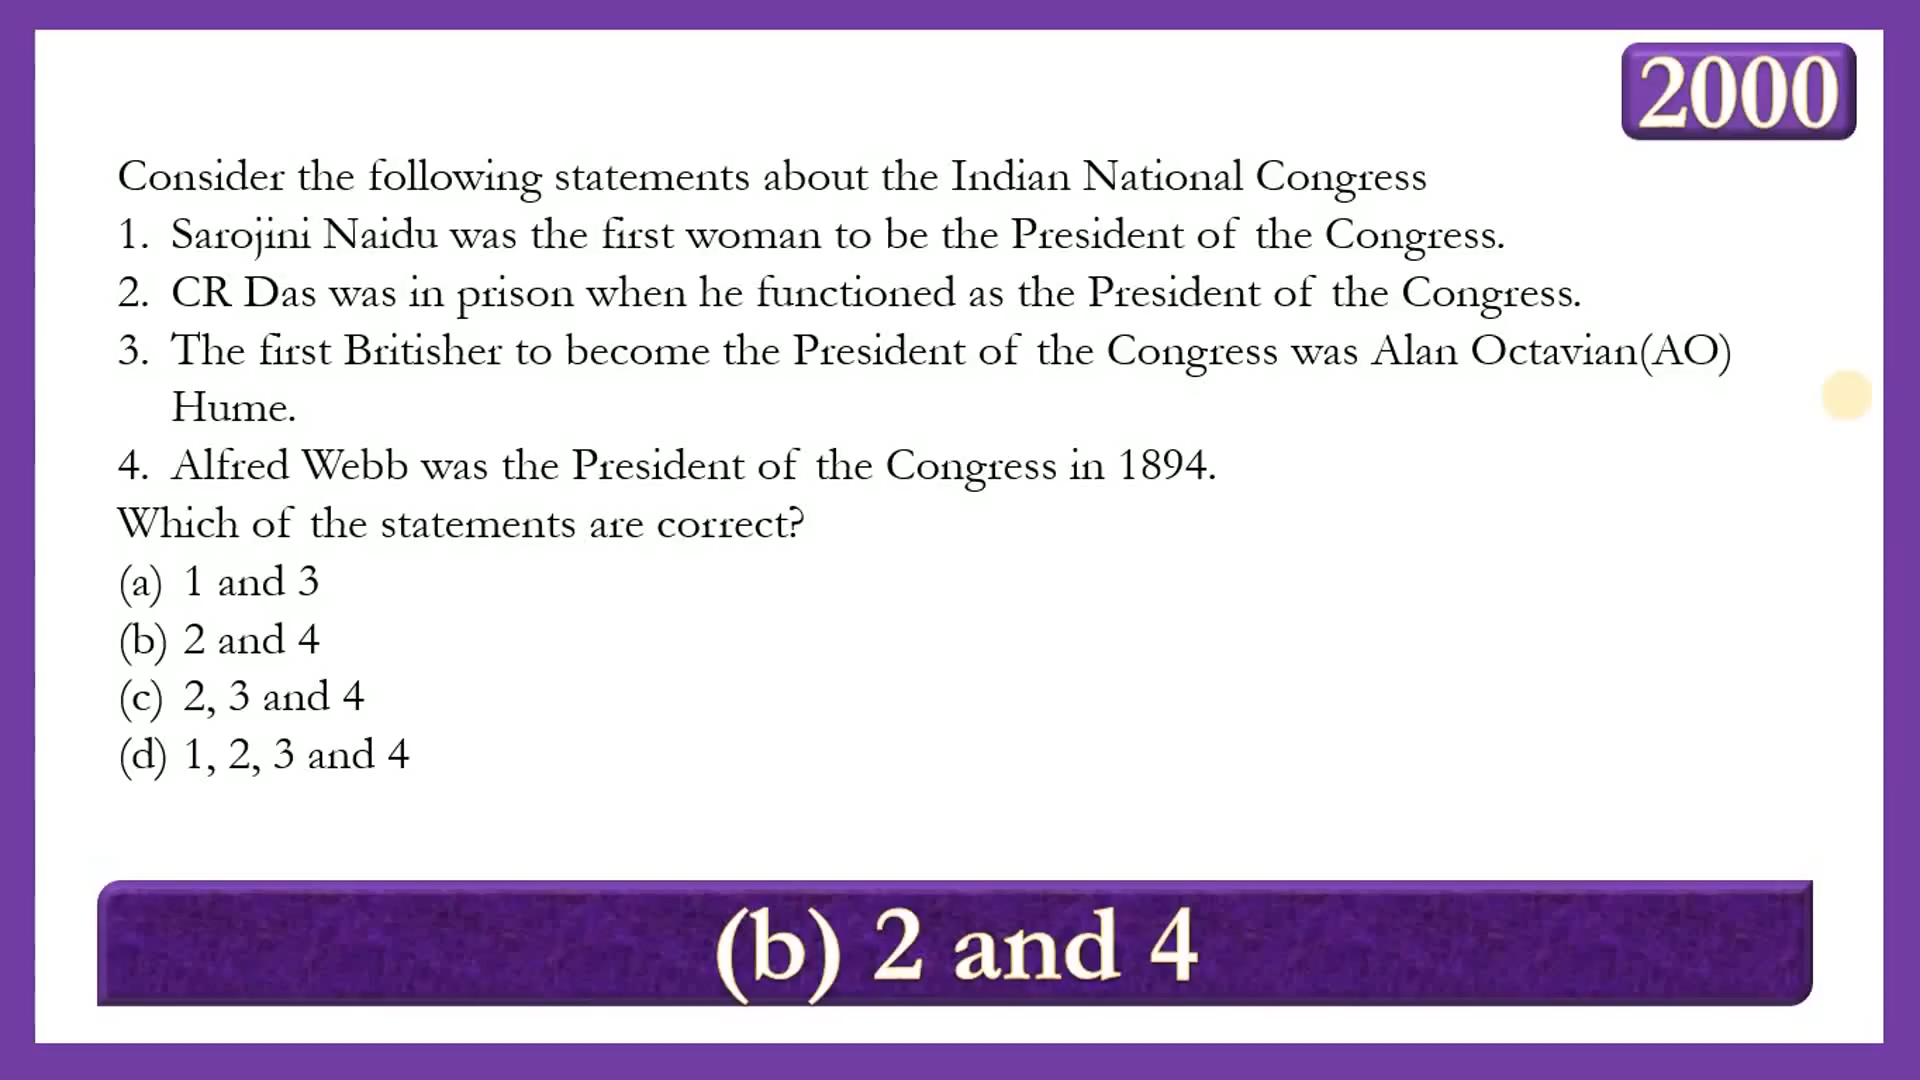 2000
Consider the following statements about the Indian National Congress
1. Sarojini Naidu was the first woman to be the President of the Congress.
2. CR Das was in prison when he functioned as the President of the Congress.
3. The first Britisher to become the President of the Congress was Alan Octavian(AO)
Hume.
4. Alfred Webb was the President of the Congress in 1894.
Which of the statements are correct?
(a) 1 and 3
(b) 2 and 4
(c) 2, 3 and 4
(d) 1, 2, 3 and 4
(b) 2 and 4